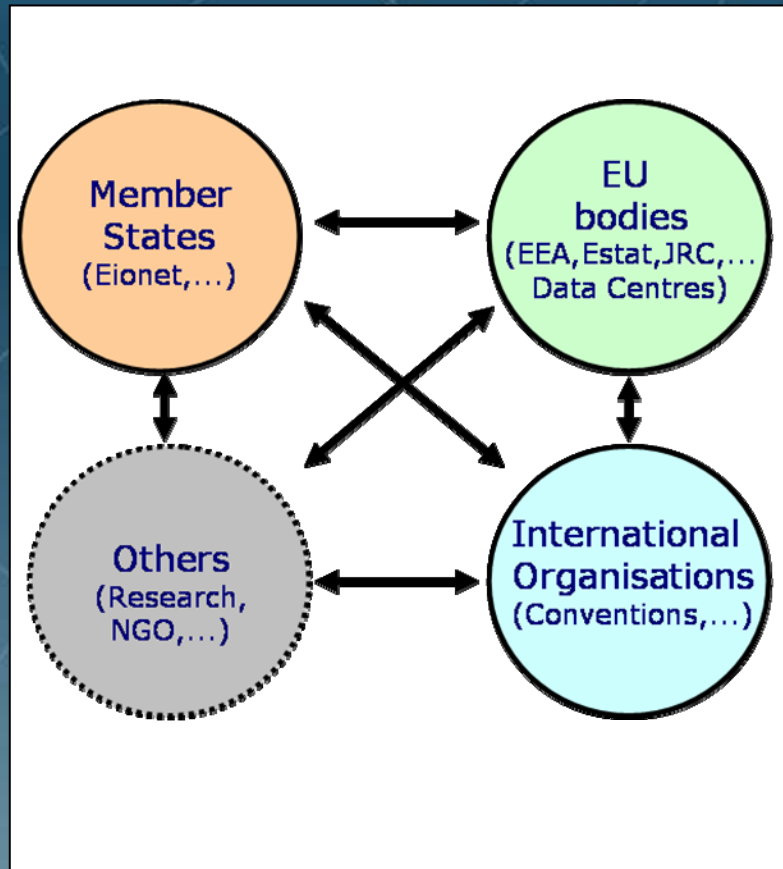 Member
States
(Eionet,...)
EU
bodies
(EEA,Estat,JRC,...
Data Centres)
Others
(Research,
NGO,...)
International
Organisations
(Conventions,...)